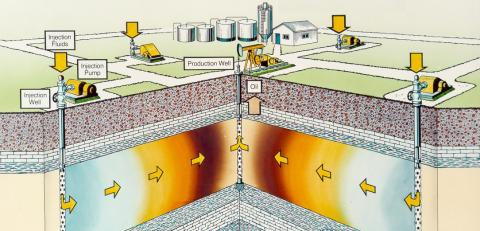 Injection
Fluids
Injection
Pump
Production Well
Injection
Well
Oil